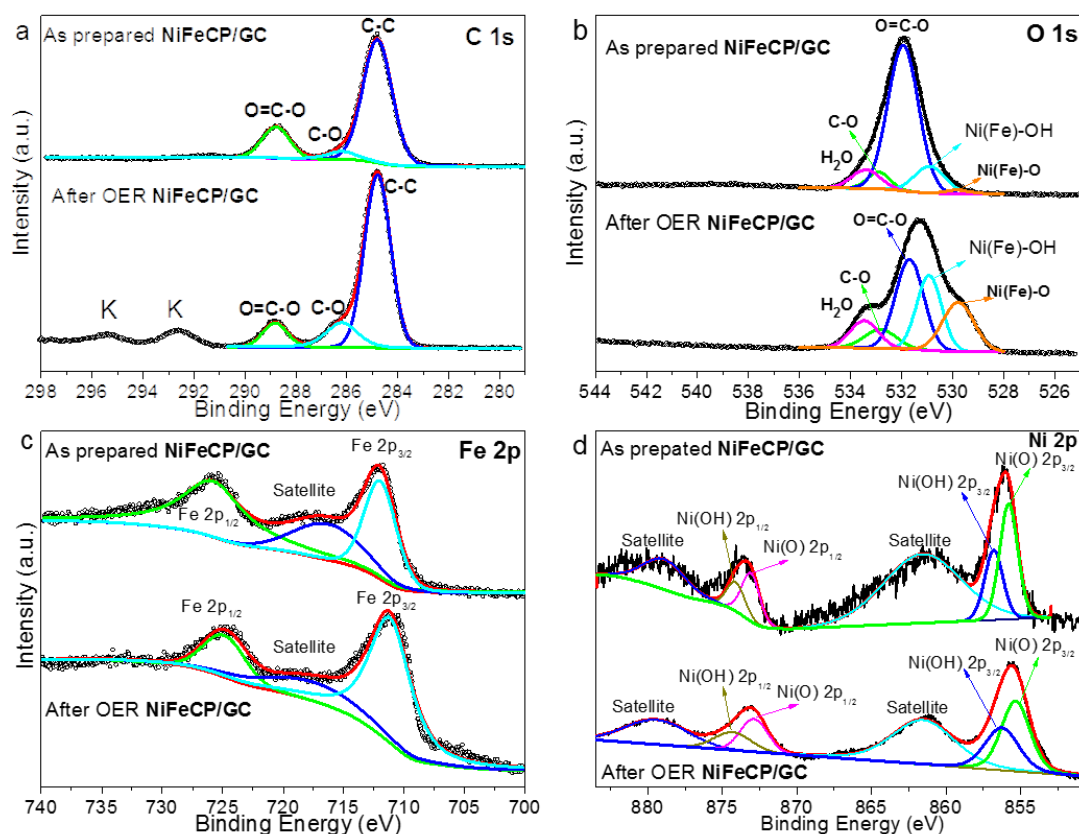 a
As prepared NiFeCP/GC
C 1s
C-C
O=C-O
C-O
After OER NiFeCP/GC
C-C
K
K
O=C-O
C-O
Intensity (a.u.)
298 296 294 292 290 288 286 284 282 280
Binding Energy (eV)
b
As prepared NiFeCP/GC
O 1s
O=C-O
C-O
H₂O
Ni(Fe)-OH
Ni(Fe)-O
After OER NiFeCP/GC
O=C-O
C-O
H₂O
Ni(Fe)-OH
Ni(Fe)-O
Intensity (a.u.)
544 542 540 538 536 534 532 530 528 526
Binding Energy (eV)
c
As prepared NiFeCP/GC
Fe 2p
Fe 2p3/2
Satellite
Fe 2p1/2
Fe 2p1/2
Satellite
Fe 2p3/2
After OER NiFeCP/GC
Intensity (a.u.)
740 735 730 725 720 715 710 705 700
Binding Energy (eV)
d
As prepated NiFeCP/GC
Ni 2p
Ni(O) 2p3/2
Ni(OH) 2p3/2
Ni(OH) 2p1/2
Ni(O) 2p1/2
Satellite
Satellite
Ni(O) 2p3/2
Ni(OH) 2p3/2
Ni(OH) 2p1/2
Ni(O) 2p1/2
Satellite
Satellite
After OER NiFeCP/GC
Intensity (a.u.)
880 875 870 865 860 855
Binding Energy (eV)